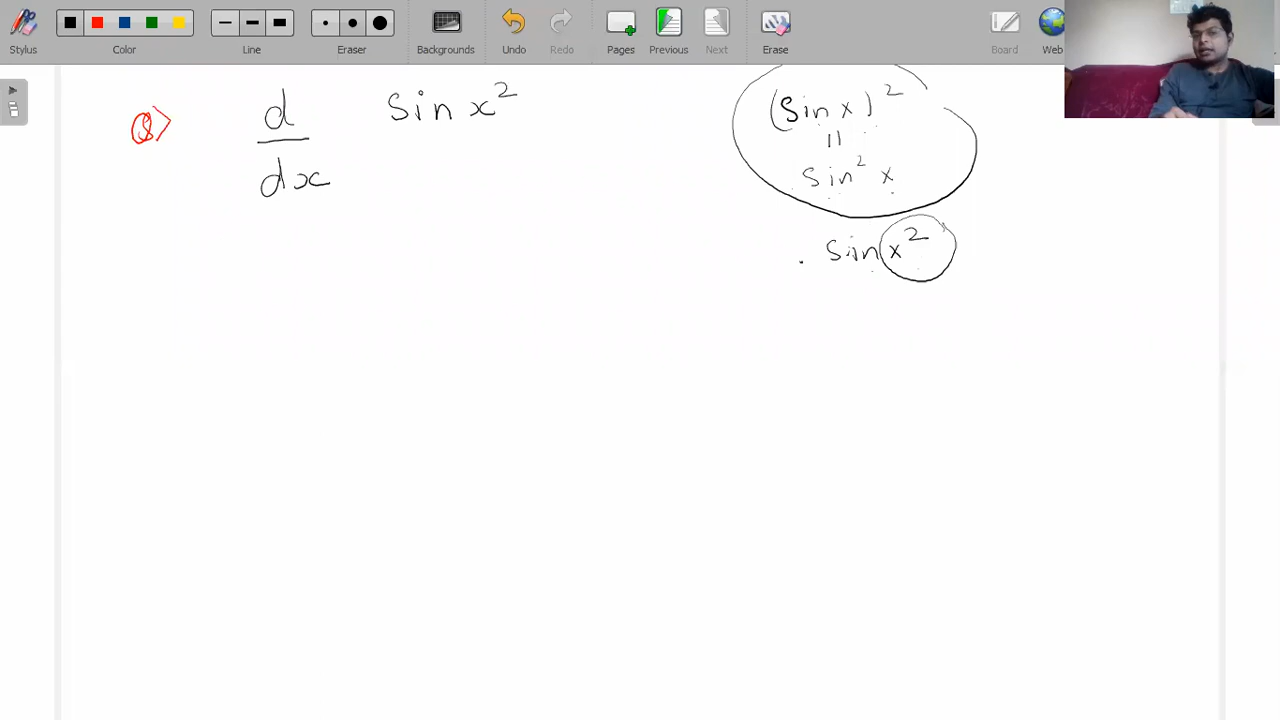 Stylus
Color
Line
Eraser
Backgrounds
Undo
Redo
Pages
Previous
Next
Erase
Board
Web
Q> d/dx sin x²
(sin x)²
=
sin² x
. sin x²